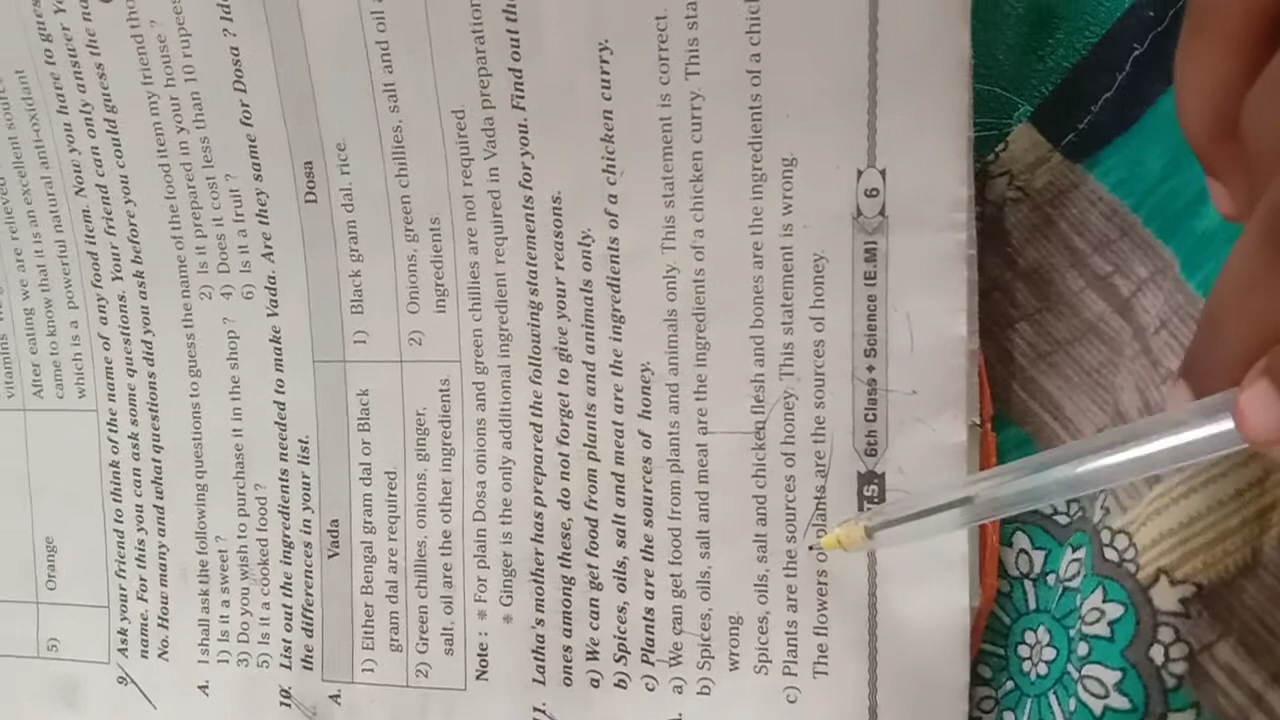 vitamins
After eating we are relieved
came to know that it is an excellent source
which is a powerful natural anti-oxidant
5) Orange
9. Ask your friend to think of the name of any food item. Now you have to guess
name. For this you can ask some questions. Your friend can only answer
No. How many and what questions did you ask before you could guess the
A. I shall ask the following questions to guess the name of the food item my friend
1) Is it a sweet ? 2) Is it prepared in your house ?
3) Do you wish to purchase it in the shop ? 4) Does it cost less than 10 rupees
5) Is it a cooked food ? 6) Is it a fruit ?
10. List out the ingredients needed to make Vada. Are they same for Dosa ?
the differences in your list.
A. Vada Dosa
1) Either Bengal gram dal or Black 1) Black gram dal. rice.
gram dal are required.
2) Green chillies, onions, ginger, 2) Onions, green chillies, salt and oil
salt, oil are the other ingredients. ingredients.
Note : * For plain Dosa onions and green chillies are not required.
* Ginger is the only additional ingredient required in Vada preparation
11. Latha's mother has prepared the following statements for you. Find out
ones among these, do not forget to give your reasons.
a) We can get food from plants and animals only.
b) Spices, oils, salt and meat are the ingredients of a chicken curry.
c) Plants are the sources of honey.
a) We can get food from plants and animals only. This statement is correct.
b) Spices, oils, salt and meat are the ingredients of a chicken curry. This
wrong.
Spices, oils, salt and chicken flesh and bones are the ingredients of a
c) Plants are the sources of honey. This statement is wrong.
The flowers of plants are the sources of honey.
T.S. 6th Class + Science (E.M) 6